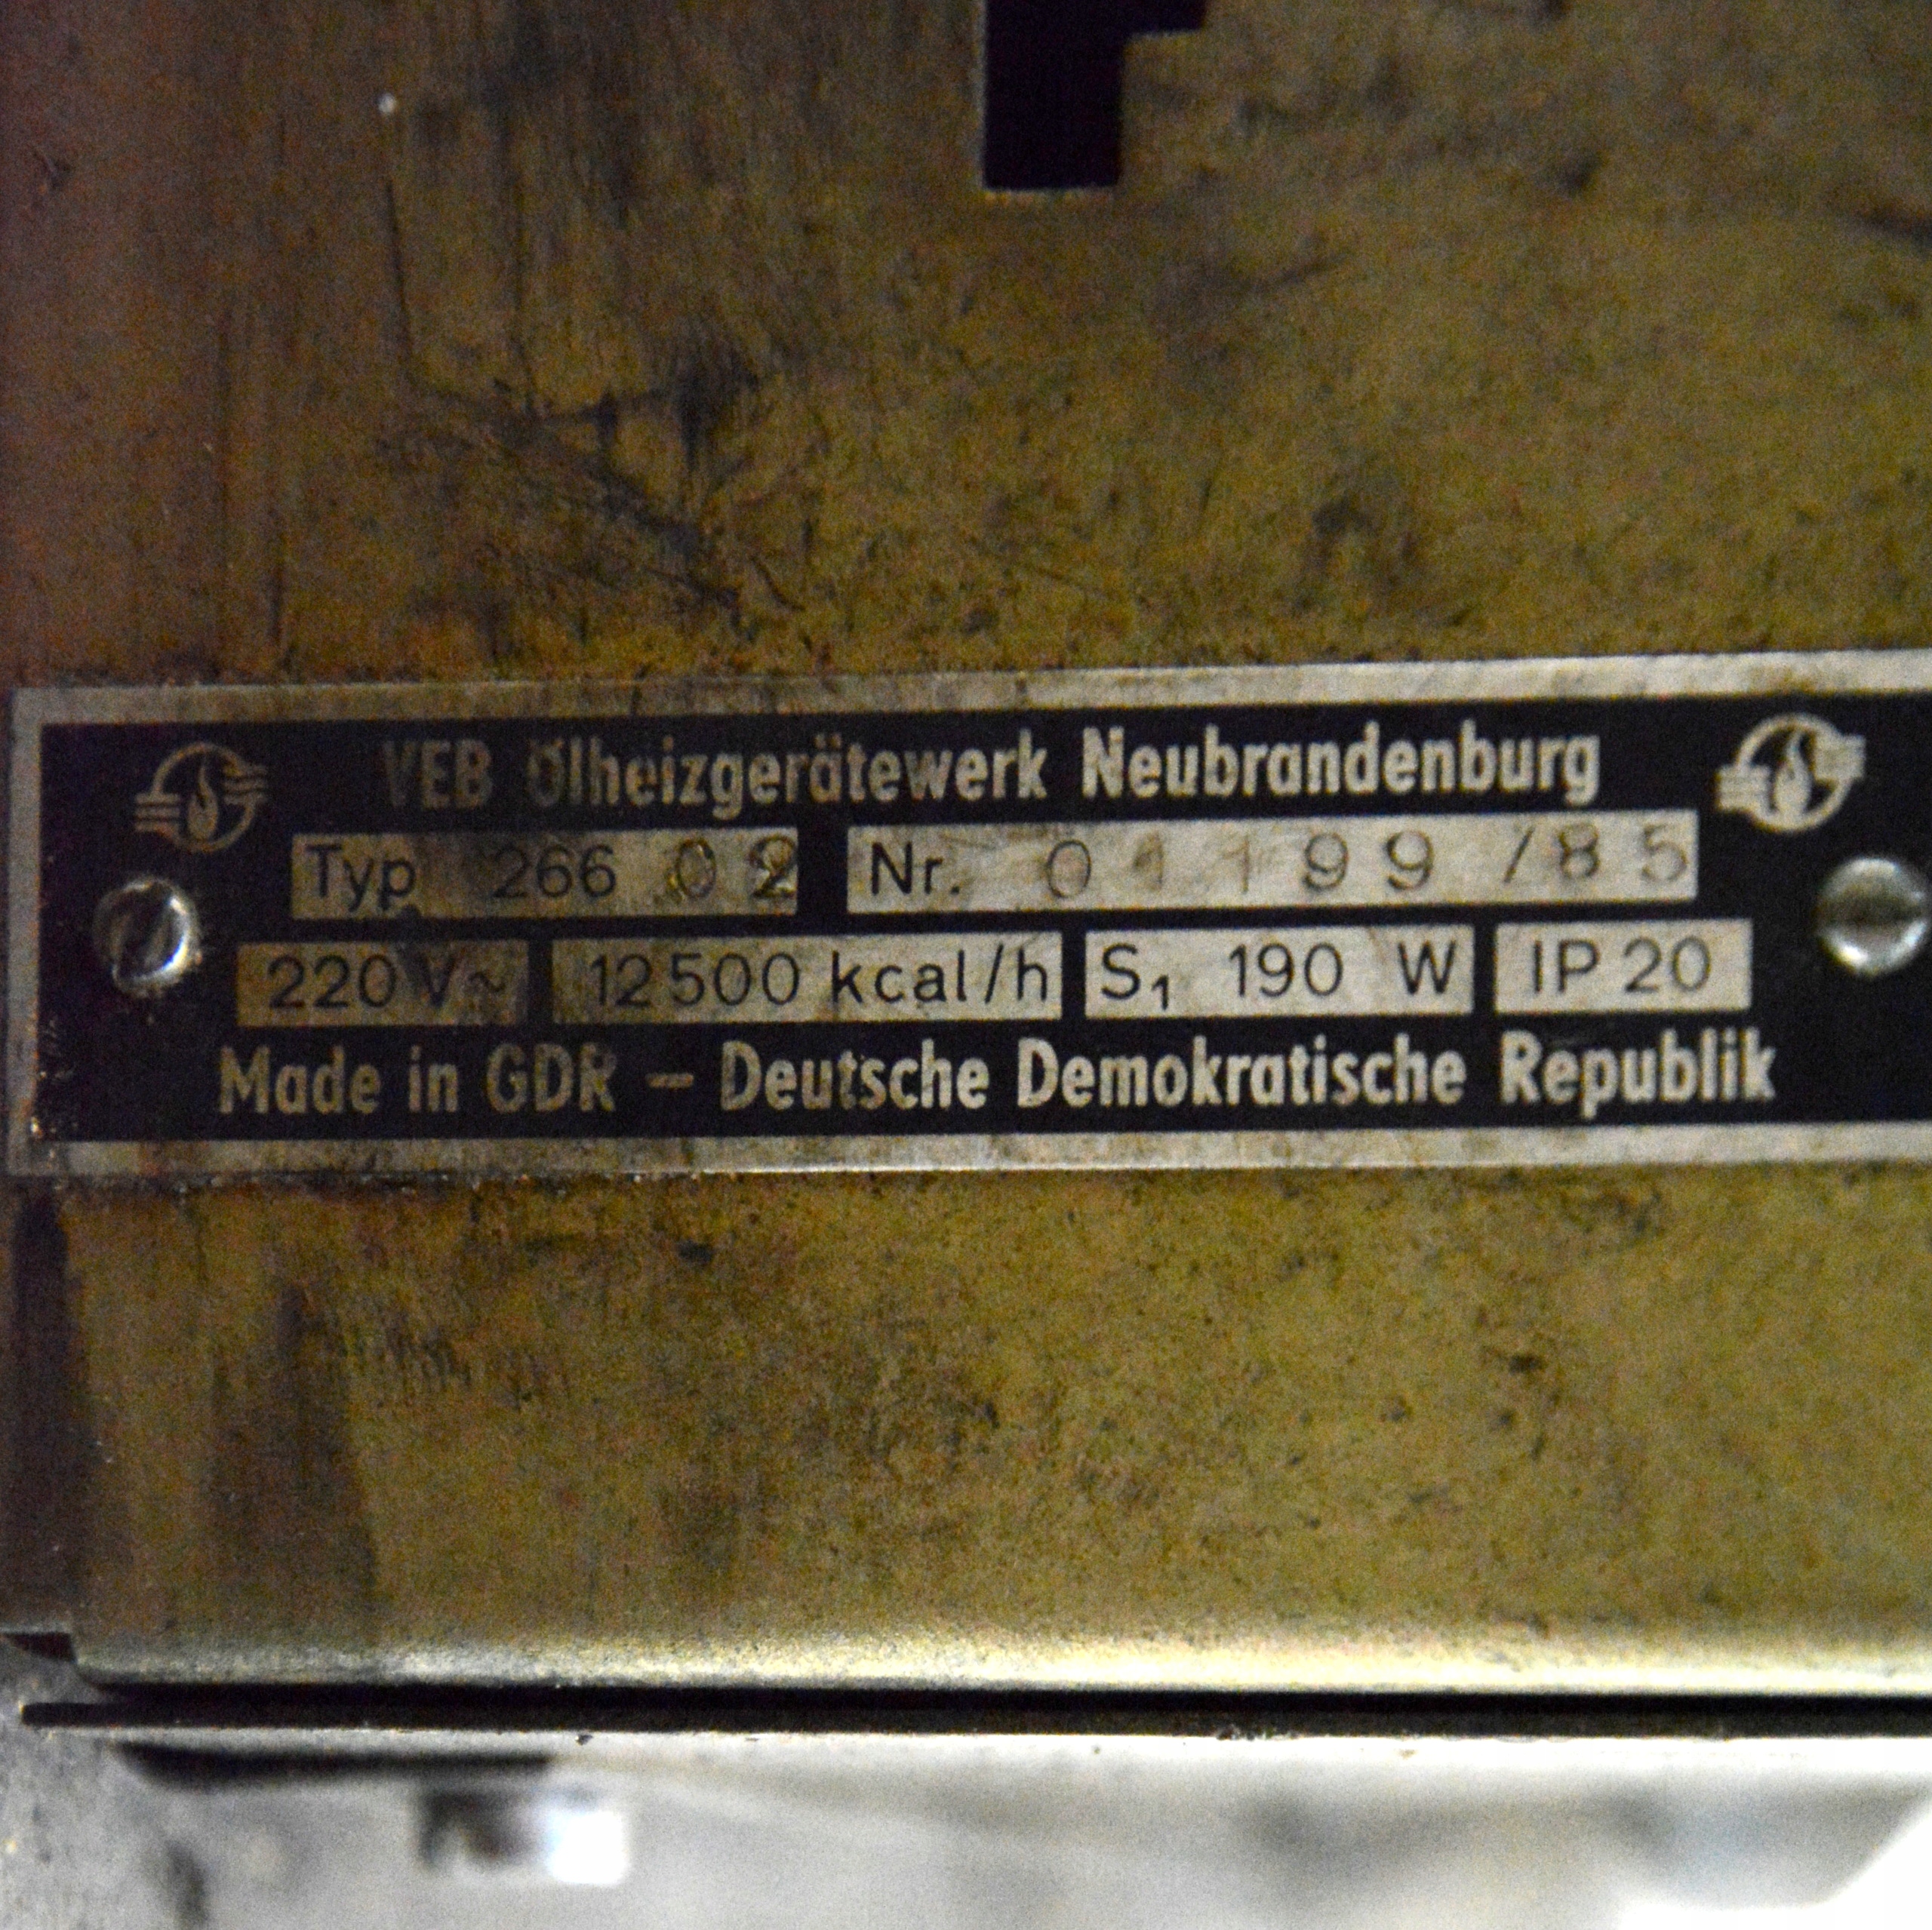 VEB Ölheizgerätewerk Neubrandenburg
Typ 266 02 Nr. 01199/85
220 V~ 12500 kcal/h S₁ 190 W IP 20
Made in GDR – Deutsche Demokratische Republik